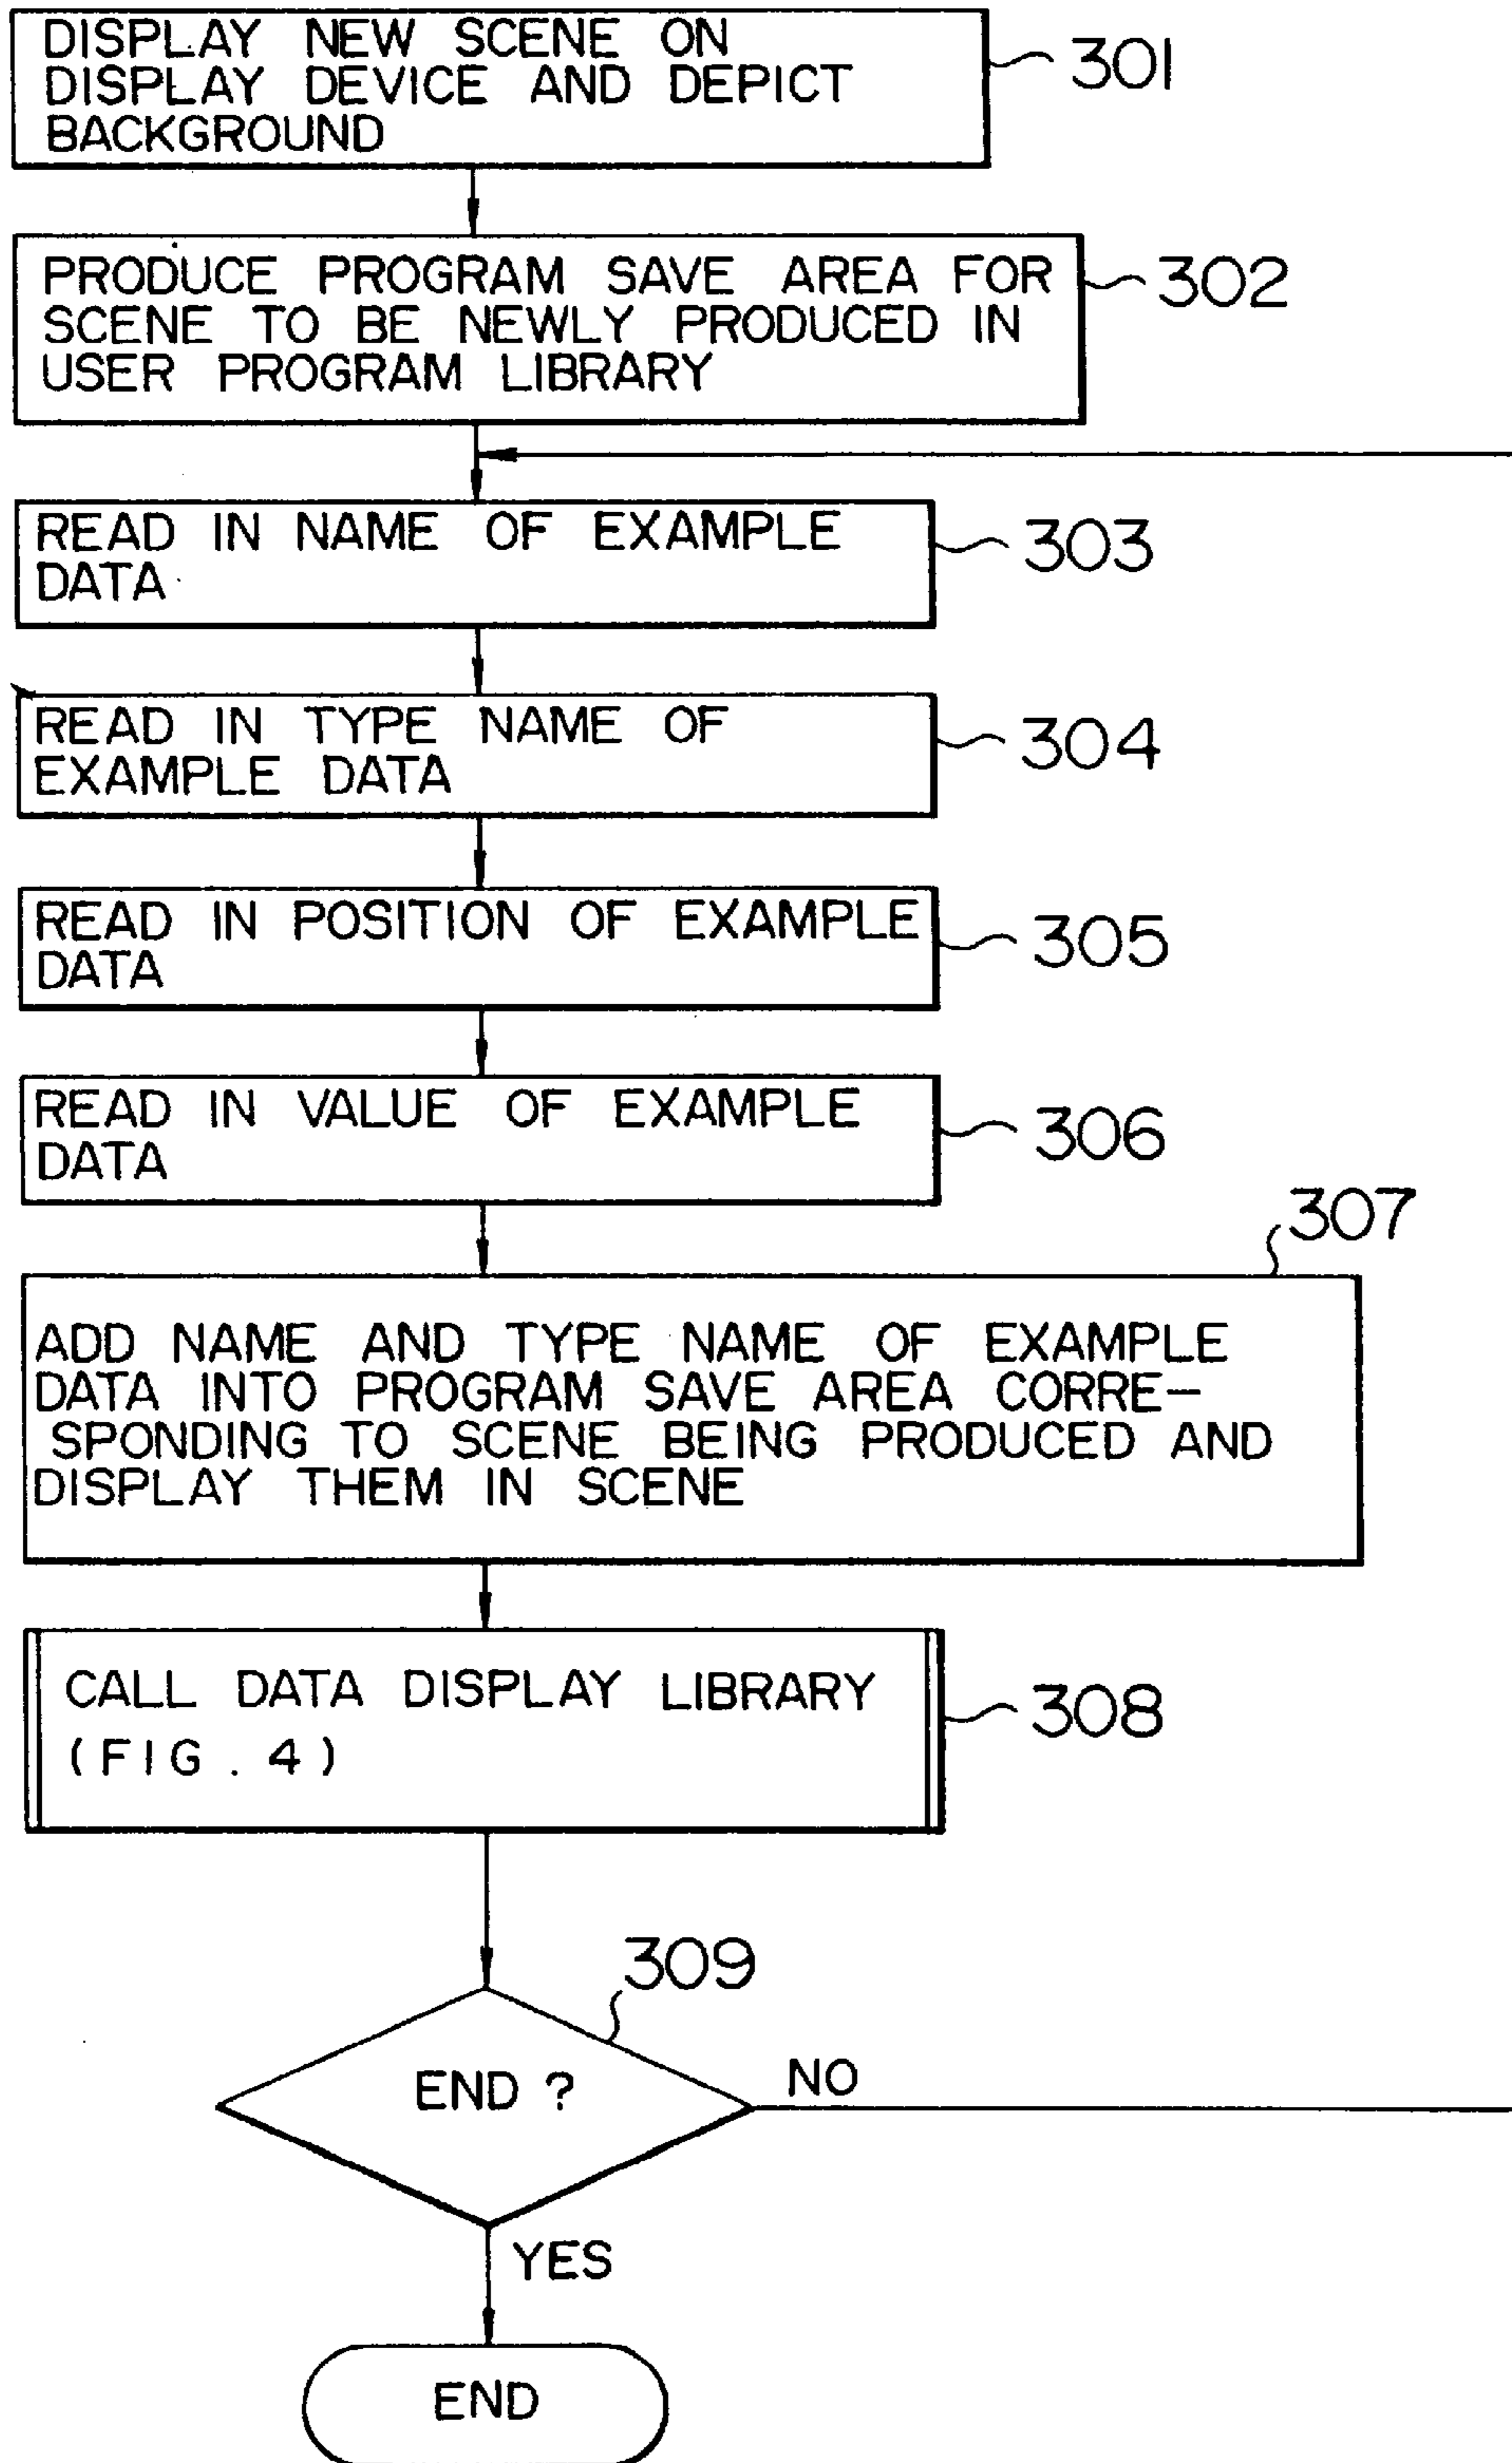 DISPLAY NEW SCENE ON
DISPLAY DEVICE AND DEPICT
BACKGROUND
301
PRODUCE PROGRAM SAVE AREA FOR
SCENE TO BE NEWLY PRODUCED IN
USER PROGRAM LIBRARY
302
READ IN NAME OF EXAMPLE
DATA
303
READ IN TYPE NAME OF
EXAMPLE DATA
304
READ IN POSITION OF EXAMPLE
DATA
305
READ IN VALUE OF EXAMPLE
DATA
306
307
ADD NAME AND TYPE NAME OF EXAMPLE
DATA INTO PROGRAM SAVE AREA CORRE-
SPONDING TO SCENE BEING PRODUCED AND
DISPLAY THEM IN SCENE
CALL DATA DISPLAY LIBRARY
(FIG. 4)
308
309
END ?
NO
YES
END